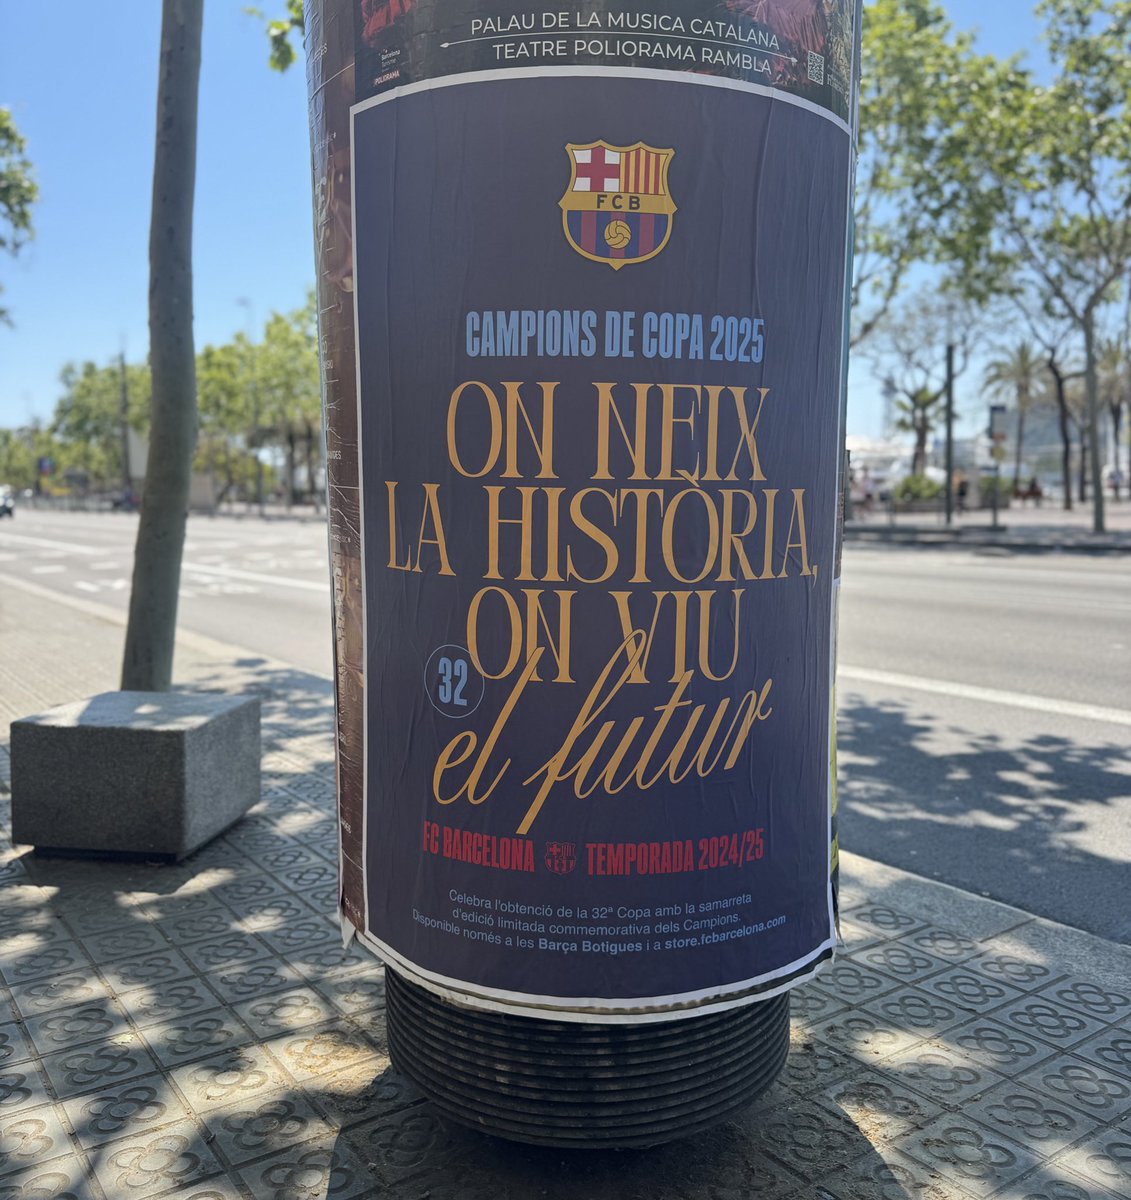 PALAU DE LA MUSICA CATALANA
TEATRE POLIORAMA RAMBLA
POLIORAMA
FCB
CAMPIONS DE COPA 2025
ON NEIX
LA HISTÒRIA,
ON VIU
32
el futur
FC BARCELONA TEMPORADA 2024/25
Celebra l'obtenció de la 32ª Copa amb la samarreta
d'edició limitada commemorativa dels Campions.
Disponible només a les Barça Botigues i a store.fcbarcelona.com